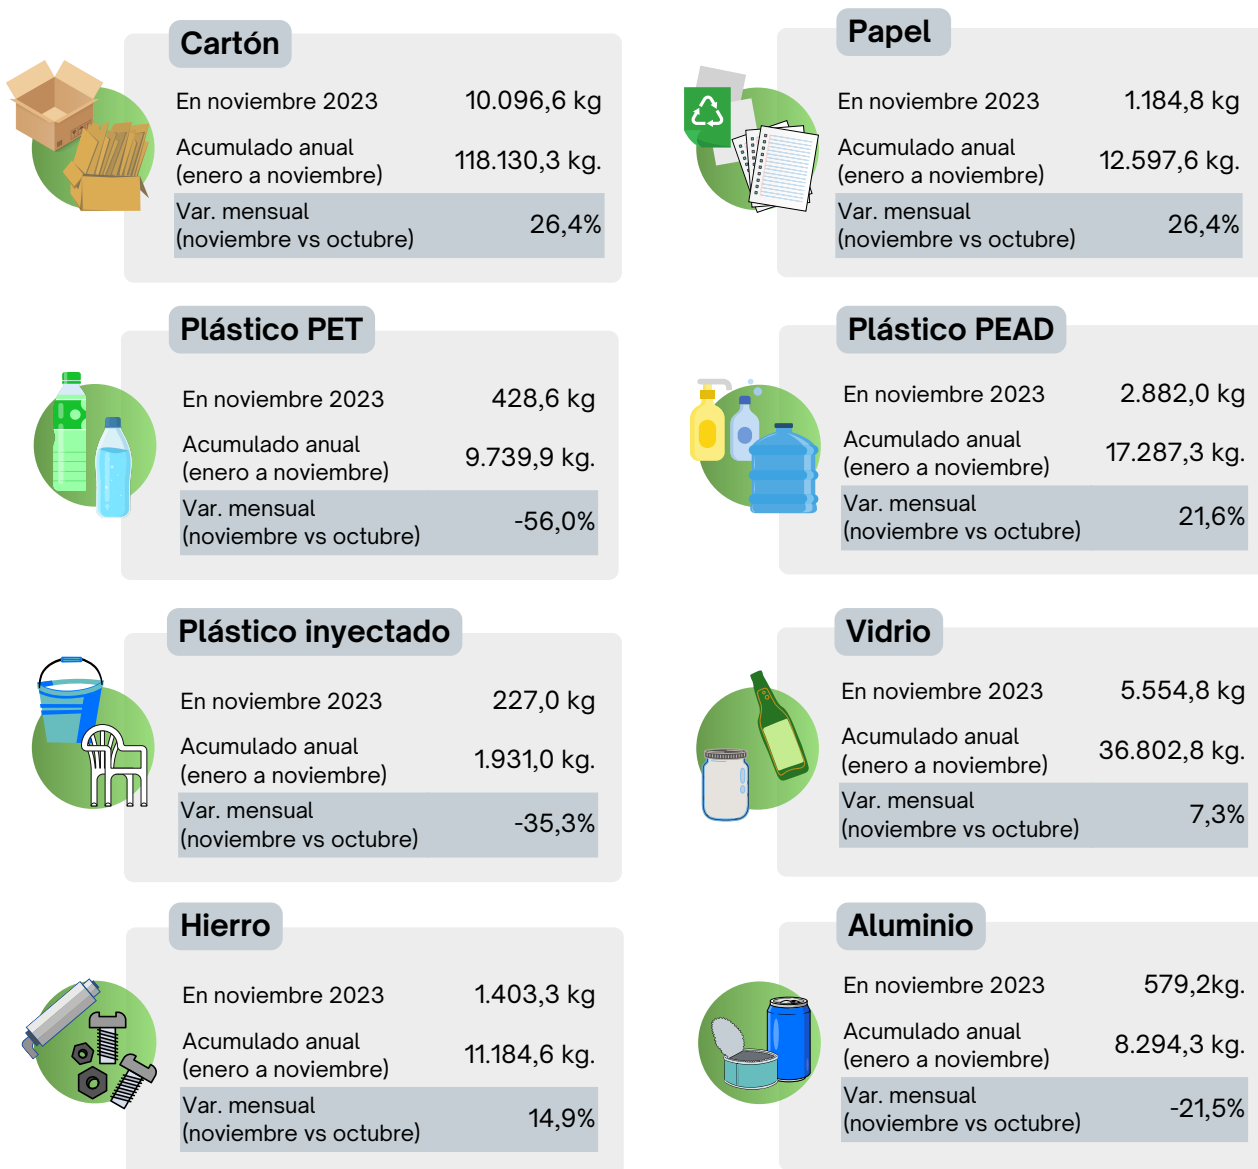 Cartón
En noviembre 2023 10.096,6 kg
Acumulado anual
(enero a noviembre) 118.130,3 kg.
Var. mensual
(noviembre vs octubre) 26,4%
Papel
En noviembre 2023 1.184,8 kg
Acumulado anual
(enero a noviembre) 12.597,6 kg.
Var. mensual
(noviembre vs octubre) 26,4%
Plástico PET
En noviembre 2023 428,6 kg
Acumulado anual
(enero a noviembre) 9.739,9 kg.
Var. mensual
(noviembre vs octubre) -56,0%
Plástico PEAD
En noviembre 2023 2.882,0 kg
Acumulado anual
(enero a noviembre) 17.287,3 kg.
Var. mensual
(noviembre vs octubre) 21,6%
Plástico inyectado
En noviembre 2023 227,0 kg
Acumulado anual
(enero a noviembre) 1.931,0 kg.
Var. mensual
(noviembre vs octubre) -35,3%
Vidrio
En noviembre 2023 5.554,8 kg
Acumulado anual
(enero a noviembre) 36.802,8 kg.
Var. mensual
(noviembre vs octubre) 7,3%
Hierro
En noviembre 2023 1.403,3 kg
Acumulado anual
(enero a noviembre) 11.184,6 kg.
Var. mensual
(noviembre vs octubre) 14,9%
Aluminio
En noviembre 2023 579,2kg.
Acumulado anual
(enero a noviembre) 8.294,3 kg.
Var. mensual
(noviembre vs octubre) -21,5%